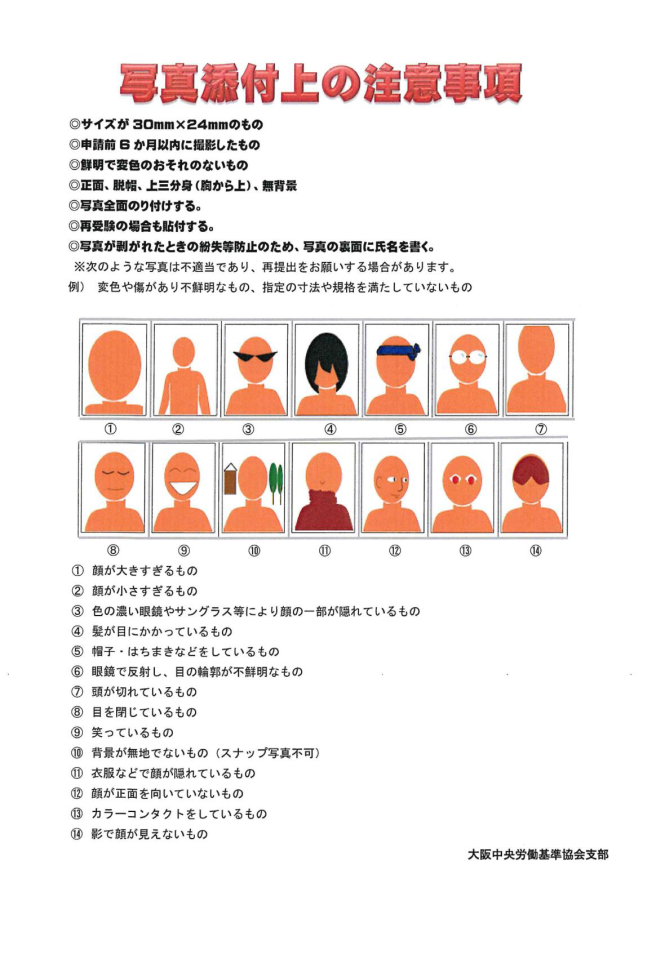 写真添付上の注意事項
◎サイズが 30mm×24mmのもの
◎申請前 6 か月以内に撮影したもの
◎鮮明で変色のおそれのないもの
◎正面、脱帽、上三分身（胸から上）、無背景
◎写真全面のり付けする。
◎再受験の場合も貼付する。
◎写真が剥がれたときの紛失等防止のため、写真の裏面に氏名を書く。
※次のような写真は不適当であり、再提出をお願いする場合があります。
例） 変色や傷があり不鮮明なもの、指定の寸法や規格を満たしていないもの
① ② ③ ④ ⑤ ⑥ ⑦
⑧ ⑨ ⑩ ⑪ ⑫ ⑬ ⑭
① 顔が大きすぎるもの
② 顔が小さすぎるもの
③ 色の濃い眼鏡やサングラス等により顔の一部が隠れているもの
④ 髪が目にかかっているもの
⑤ 帽子・はちまきなどをしているもの
⑥ 眼鏡で反射し、目の輪郭が不鮮明なもの
⑦ 頭が切れているもの
⑧ 目を閉じているもの
⑨ 笑っているもの
⑩ 背景が無地でないもの（スナップ写真不可）
⑪ 衣服などで顔が隠れているもの
⑫ 顔が正面を向いていないもの
⑬ カラーコンタクトをしているもの
⑭ 影で顔が見えないもの
大阪中央労働基準協会支部